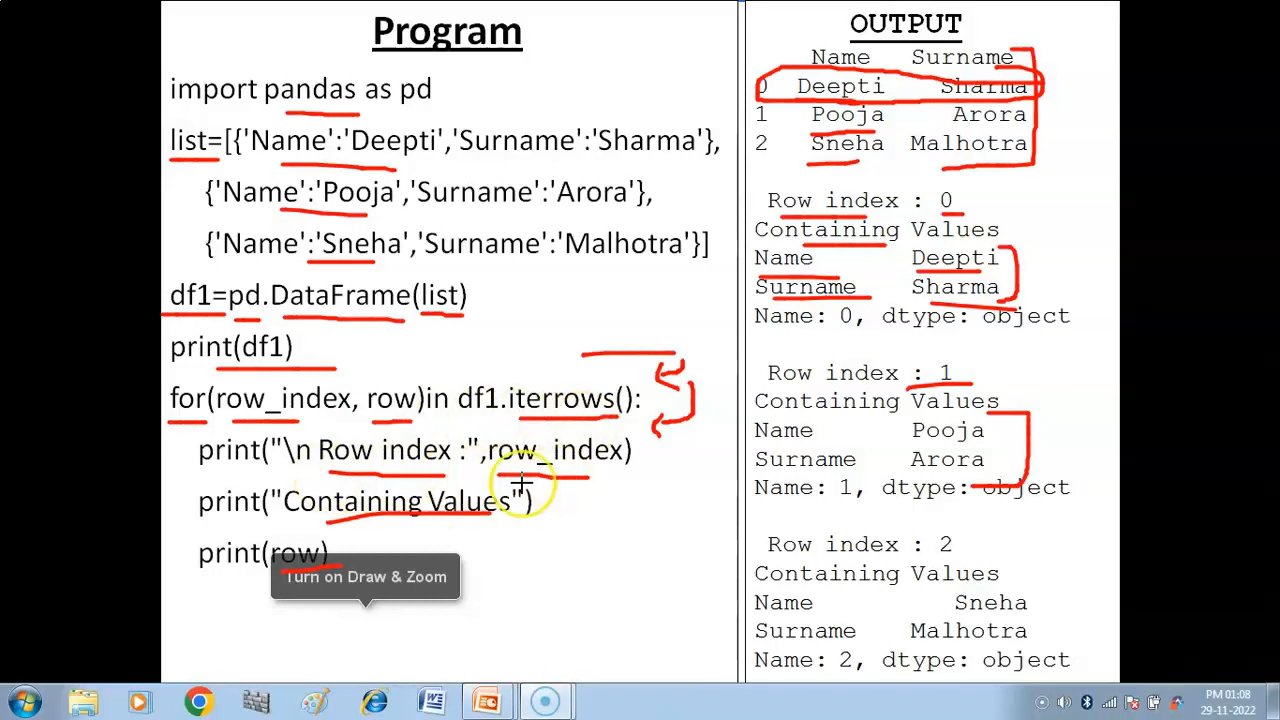 Program
import pandas as pd
list=[{'Name':'Deepti','Surname':'Sharma'},
{'Name':'Pooja','Surname':'Arora'},
{'Name':'Sneha','Surname':'Malhotra'}]
df1=pd.DataFrame(list)
print(df1)
for(row_index, row)in df1.iterrows():
print("\n Row index :",row_index)
print("Containing Values")
print(row)
Turn on Draw & Zoom
OUTPUT
Name Surname
0 Deepti Sharma
1 Pooja Arora
2 Sneha Malhotra
Row index : 0
Containing Values
Name Deepti
Surname Sharma
Name: 0, dtype: object
Row index : 1
Containing Values
Name Pooja
Surname Arora
Name: 1, dtype: object
Row index : 2
Containing Values
Name Sneha
Surname Malhotra
Name: 2, dtype: object
PM 01:08
29-11-2022